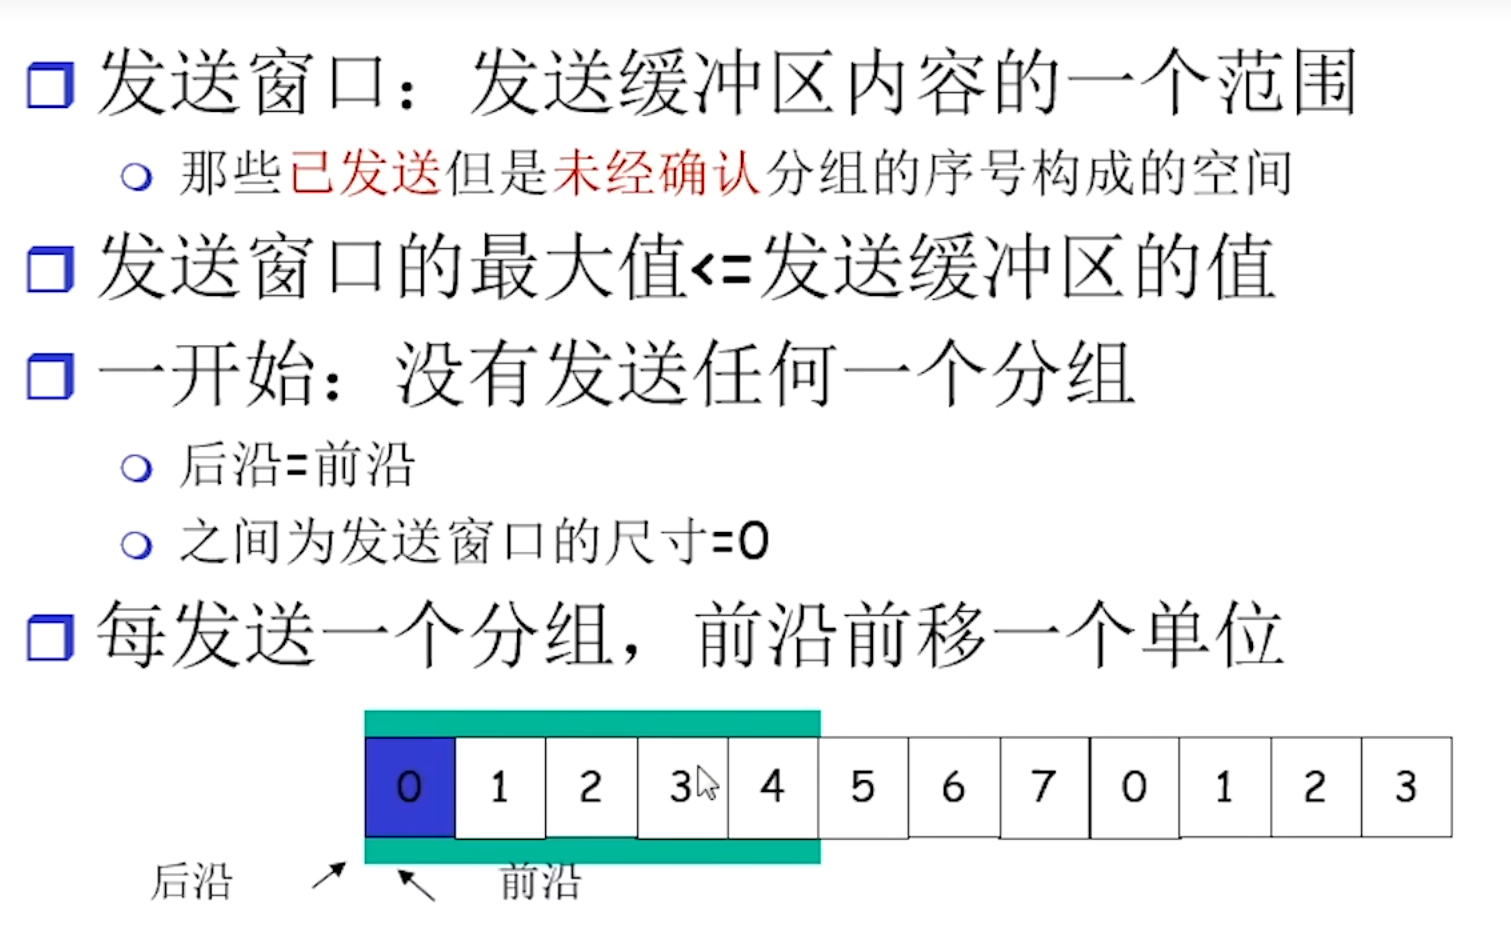 发送窗口：发送缓冲区内容的一个范围
那些已发送但是未经确认分组的序号构成的空间
发送窗口的最大值<=发送缓冲区的值
一开始：没有发送任何一个分组
后沿=前沿
之间为发送窗口的尺寸=0
每发送一个分组，前沿前移一个单位
0 1 2 3 4 5 6 7 0 1 2 3
后沿 前沿